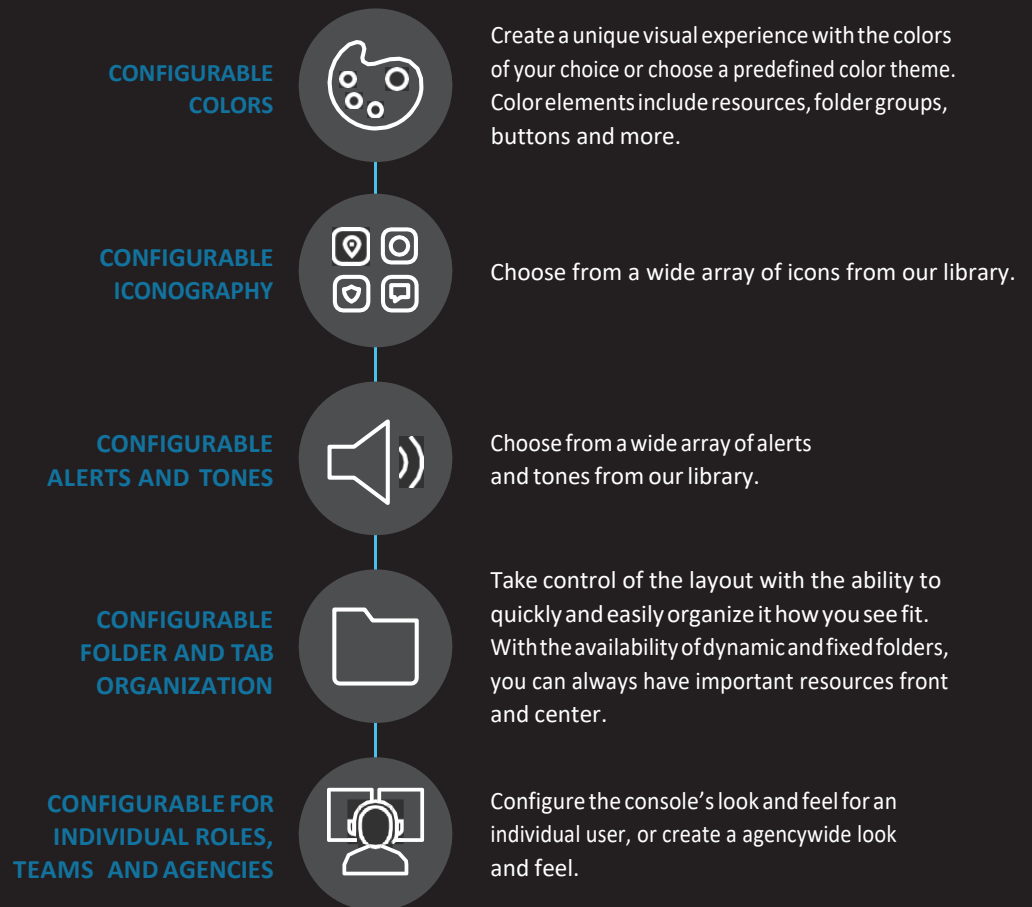 CONFIGURABLE
COLORS
Create a unique visual experience with the colors
of your choice or choose a predefined color theme.
Color elements include resources, folder groups,
buttons and more.
CONFIGURABLE
ICONOGRAPHY
Choose from a wide array of icons from our library.
CONFIGURABLE
ALERTS AND TONES
Choose from a wide array of alerts
and tones from our library.
CONFIGURABLE
FOLDER AND TAB
ORGANIZATION
Take control of the layout with the ability to
quickly and easily organize it how you see fit.
With the availability of dynamic and fixed folders,
you can always have important resources front
and center.
CONFIGURABLE FOR
INDIVIDUAL ROLES,
TEAMS AND AGENCIES
Configure the console’s look and feel for an
individual user, or create a agencywide look
and feel.